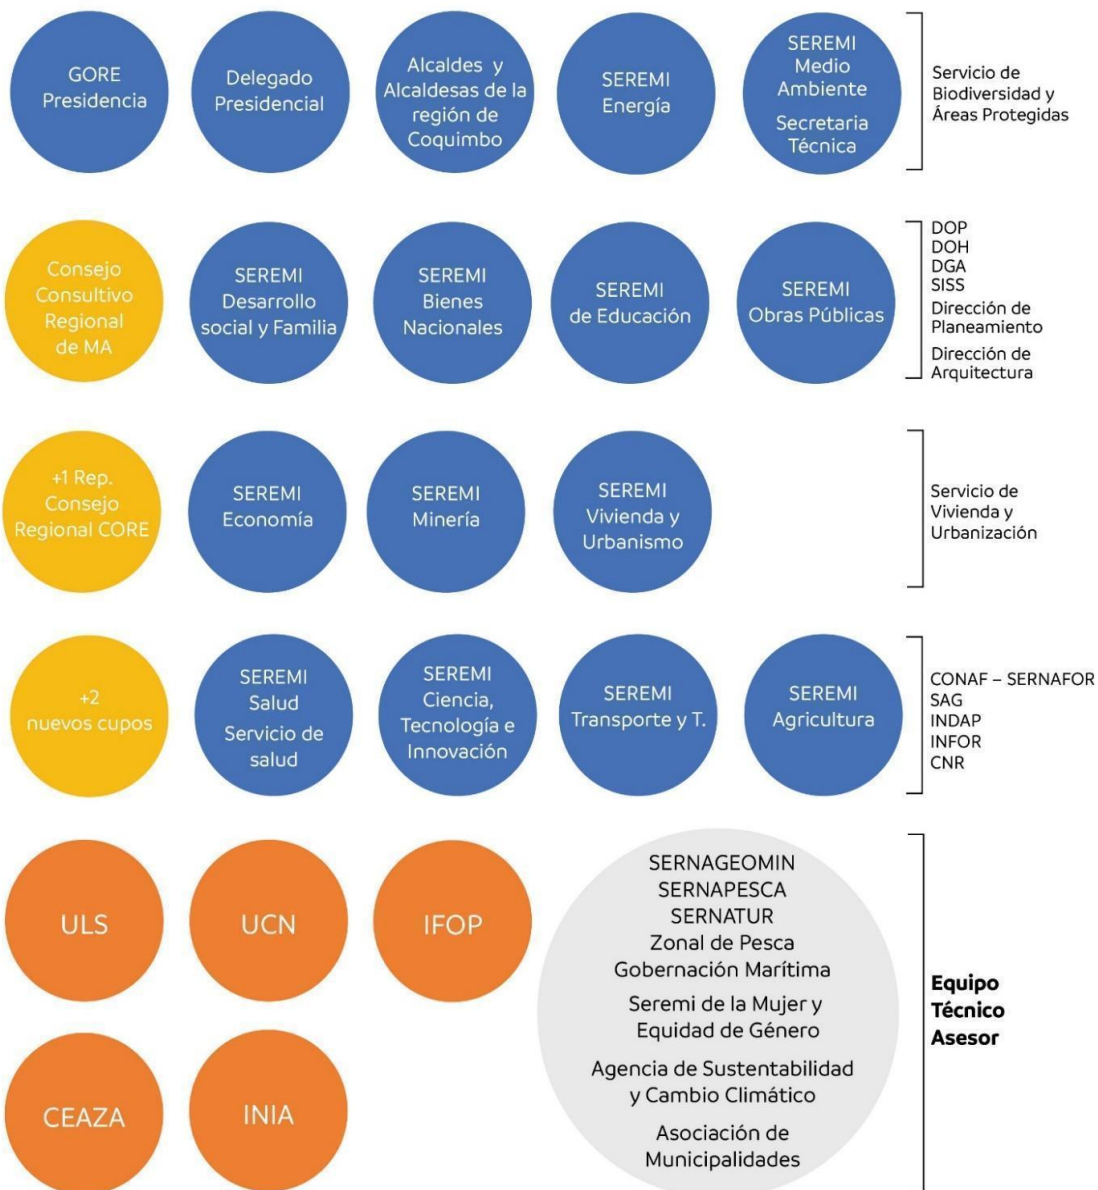 GORE
Presidencia
Delegado
Presidencial
Alcaldes y
Alcaldesas de la
región de
Coquimbo
SEREMI
Energía
SEREMI
Medio
Ambiente
Secretaria
Técnica
Servicio de
Biodiversidad y
Áreas Protegidas
Consejo
Consultivo
Regional
de MA
SEREMI
Desarrollo
social y Familia
SEREMI
Bienes
Nacionales
SEREMI
de Educación
SEREMI
Obras Públicas
DOP
DOH
DGA
SISS
Dirección de
Planeamiento
Dirección de
Arquitectura
+1 Rep.
Consejo
Regional CORE
SEREMI
Economía
SEREMI
Minería
SEREMI
Vivienda y
Urbanismo
Servicio de
Vivienda y
Urbanización
+2
nuevos cupos
SEREMI
Salud
Servicio de
salud
SEREMI
Ciencia,
Tecnología e
Innovación
SEREMI
Transporte y T.
SEREMI
Agricultura
CONAF – SERNAFOR
SAG
INDAP
INFOR
CNR
ULS
UCN
IFOP
CEAZA
INIA
SERNAGEOMIN
SERNAPESCA
SERNATUR
Zonal de Pesca
Gobernación Marítima
Seremi de la Mujer y
Equidad de Género
Agencia de Sustentabilidad
y Cambio Climático
Asociación de
Municipalidades
Equipo
Técnico
Asesor